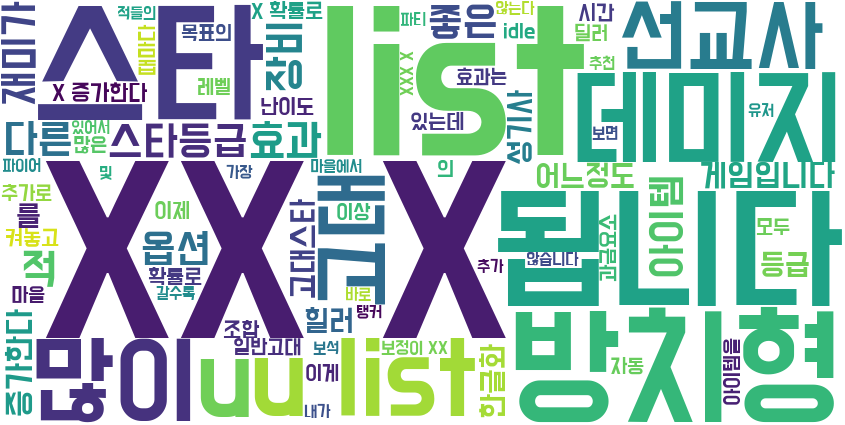 재미가
스타
list
좋은
선교사
적들의
X 확률로
목표의
때마다
장비
레벨
X 증가한다
난이도
파티
XXX X
않는다
idle
시간
딜러
추천
효과는
있는데
성기사
데미지
보면
유저
다른
있어서
많은
스타등급
효과
파이어
및
가장
마을에서
의
어느정도
게임입니다
XX X
추가로
를
켜놓고
적
마을
이제
옵션
확률로
갈수록
고대스타
고대
이상
바로
탱커
추가
됩니다
않습니다
아이템
과금요소
모두
등급
증가한다
많이
uu list
조합
일반고대
힐러
보석
이게
내가
보정이 XX
한글화
방치형
자동
아이템을